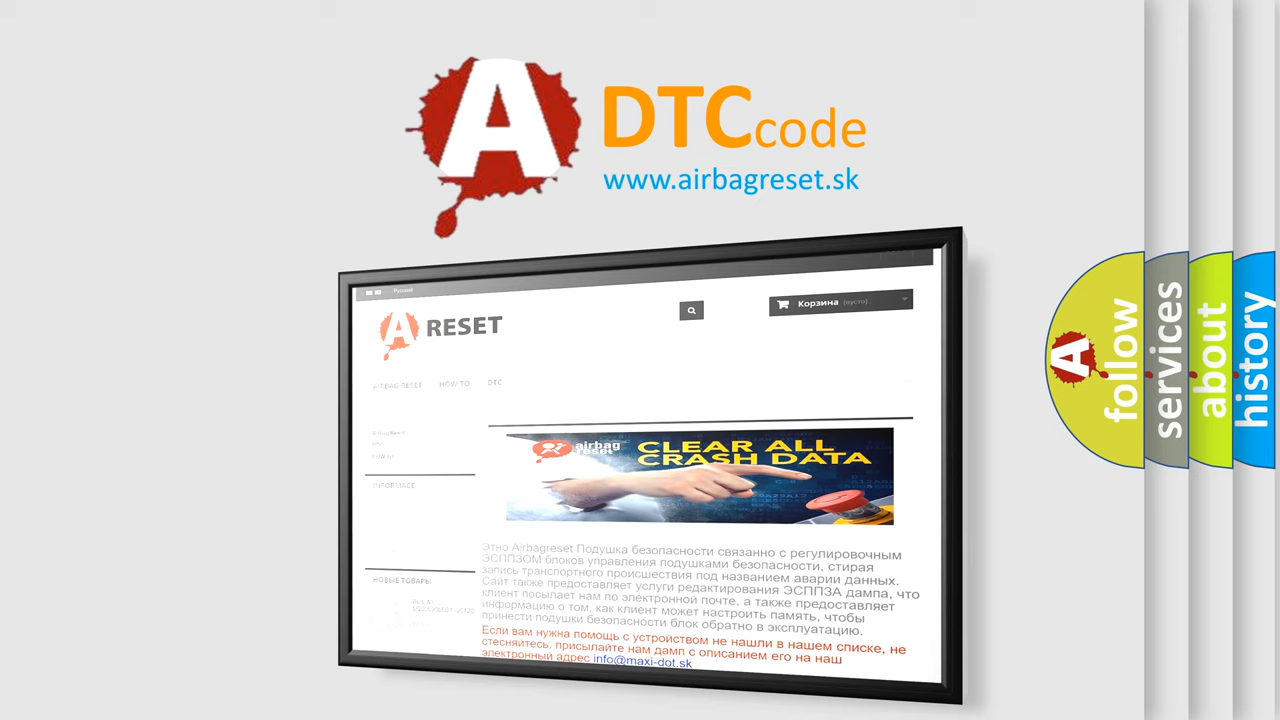 A
DTCcode
www.airbagreset.sk
Русский
Корзина (пусто)
A RESET
AIRBAG RESET HOW TO DTC
Airbag Reset
DTC
INFORMACE
airbag
reset
CLEAR ALL
CRASH DATA
Этно Airbagreset Подушка безопасности связанно с регулировочным
ЭСППЗОМ блоков управления подушками безопасности, стирая
запись транспортного происшествия под названием аварии данных.
Сайт также предоставляет услуги редактирования ЭСППЗА дампа, что
клиент посылает нам по электронной почте, а также предоставляет
информацию о том, как клиент может настроить память, чтобы
принести подушки безопасности блок обратно в эксплуатацию.
Если вам нужна помощь с устройством не нашли в нашем списке, не
стесняйтесь, присылайте нам дамп с описанием его на наш
электронный адрес info@maxi-dot.sk
НОВЫЕ ТОВАРЫ
A
follow
services
about
history